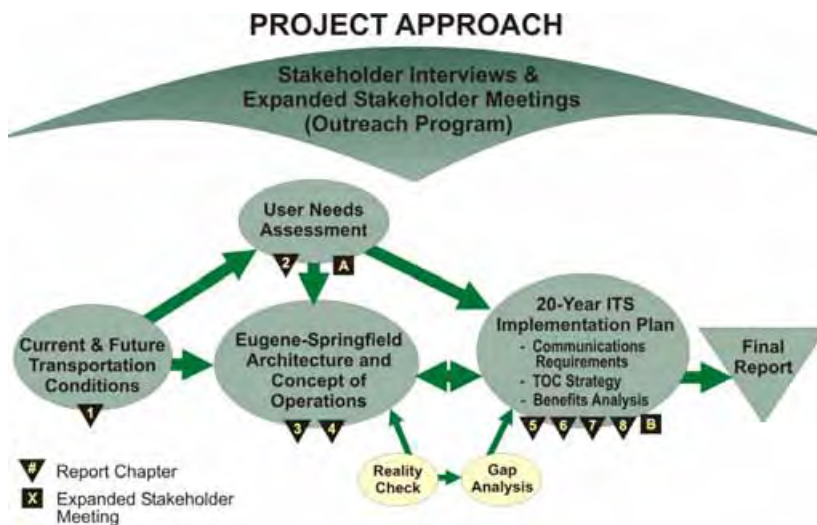 PROJECT APPROACH
Stakeholder Interviews &
Expanded Stakeholder Meetings
(Outreach Program)
User Needs
Assessment
2
A
Current & Future
Transportation
Conditions
1
Eugene-Springfield
Architecture and
Concept of
Operations
3
4
20-Year ITS
Implementation Plan
- Communications
Requirements
- TOC Strategy
- Benefits Analysis
5
6
7
8
B
Final
Report
Reality
Check
Gap
Analysis
# Report Chapter
X Expanded Stakeholder
Meeting